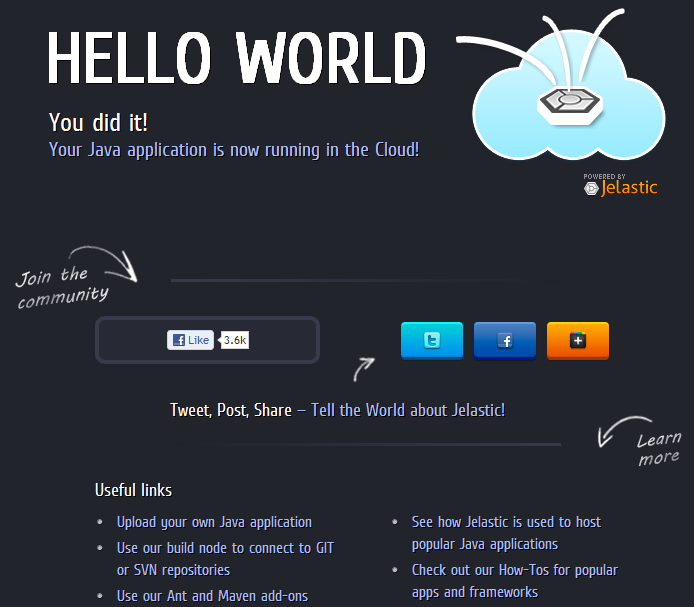 HELLO WORLD
You did it!
Your Java application is now running in the Cloud!
POWERED BY
Jelastic
Join the
community
Like
3.6k
Tweet, Post, Share – Tell the World about Jelastic!
Learn
more
Useful links
Upload your own Java application
Use our build node to connect to GIT
or SVN repositories
Use our Ant and Maven add-ons
See how Jelastic is used to host
popular Java applications
Check out our How-Tos for popular
apps and frameworks